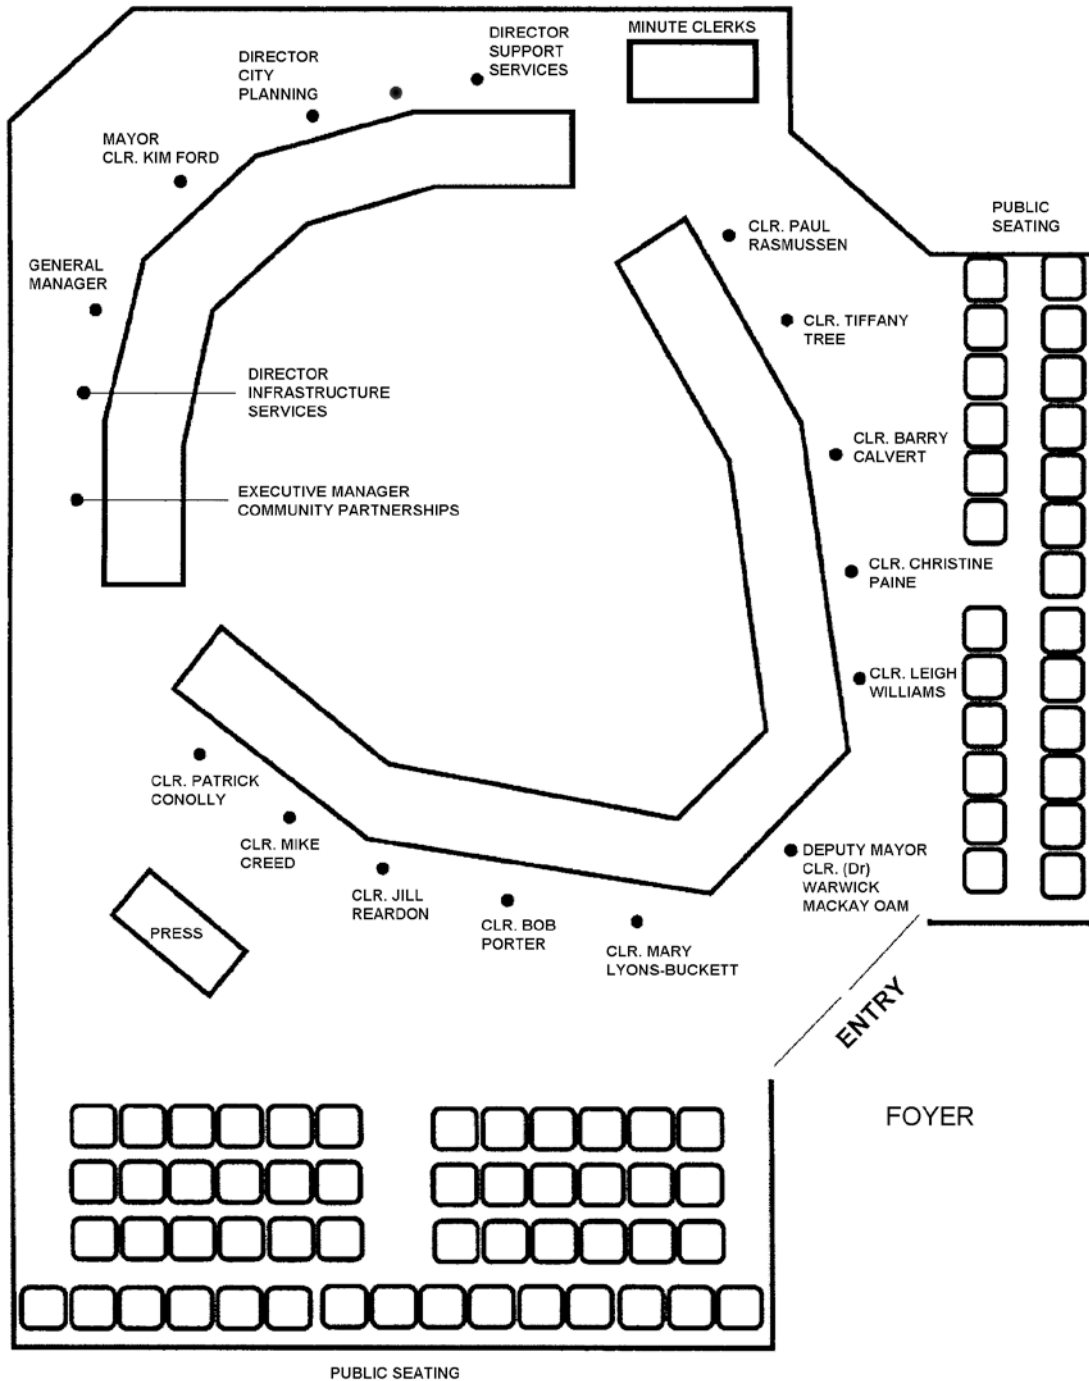 MINUTE CLERKS
DIRECTOR
SUPPORT
SERVICES
DIRECTOR
CITY
PLANNING
MAYOR
CLR. KIM FORD
PUBLIC
SEATING
CLR. PAUL
RASMUSSEN
GENERAL
MANAGER
CLR. TIFFANY
TREE
DIRECTOR
INFRASTRUCTURE
SERVICES
CLR. BARRY
CALVERT
EXECUTIVE MANAGER
COMMUNITY PARTNERSHIPS
CLR. CHRISTINE
PAINE
CLR. LEIGH
WILLIAMS
CLR. PATRICK
CONOLLY
CLR. MIKE
CREED
CLR. JILL
REARDON
CLR. BOB
PORTER
CLR. MARY
LYONS-BUCKETT
DEPUTY MAYOR
CLR. (Dr)
WARWICK
MACKAY OAM
PRESS
ENTRY
FOYER
PUBLIC SEATING